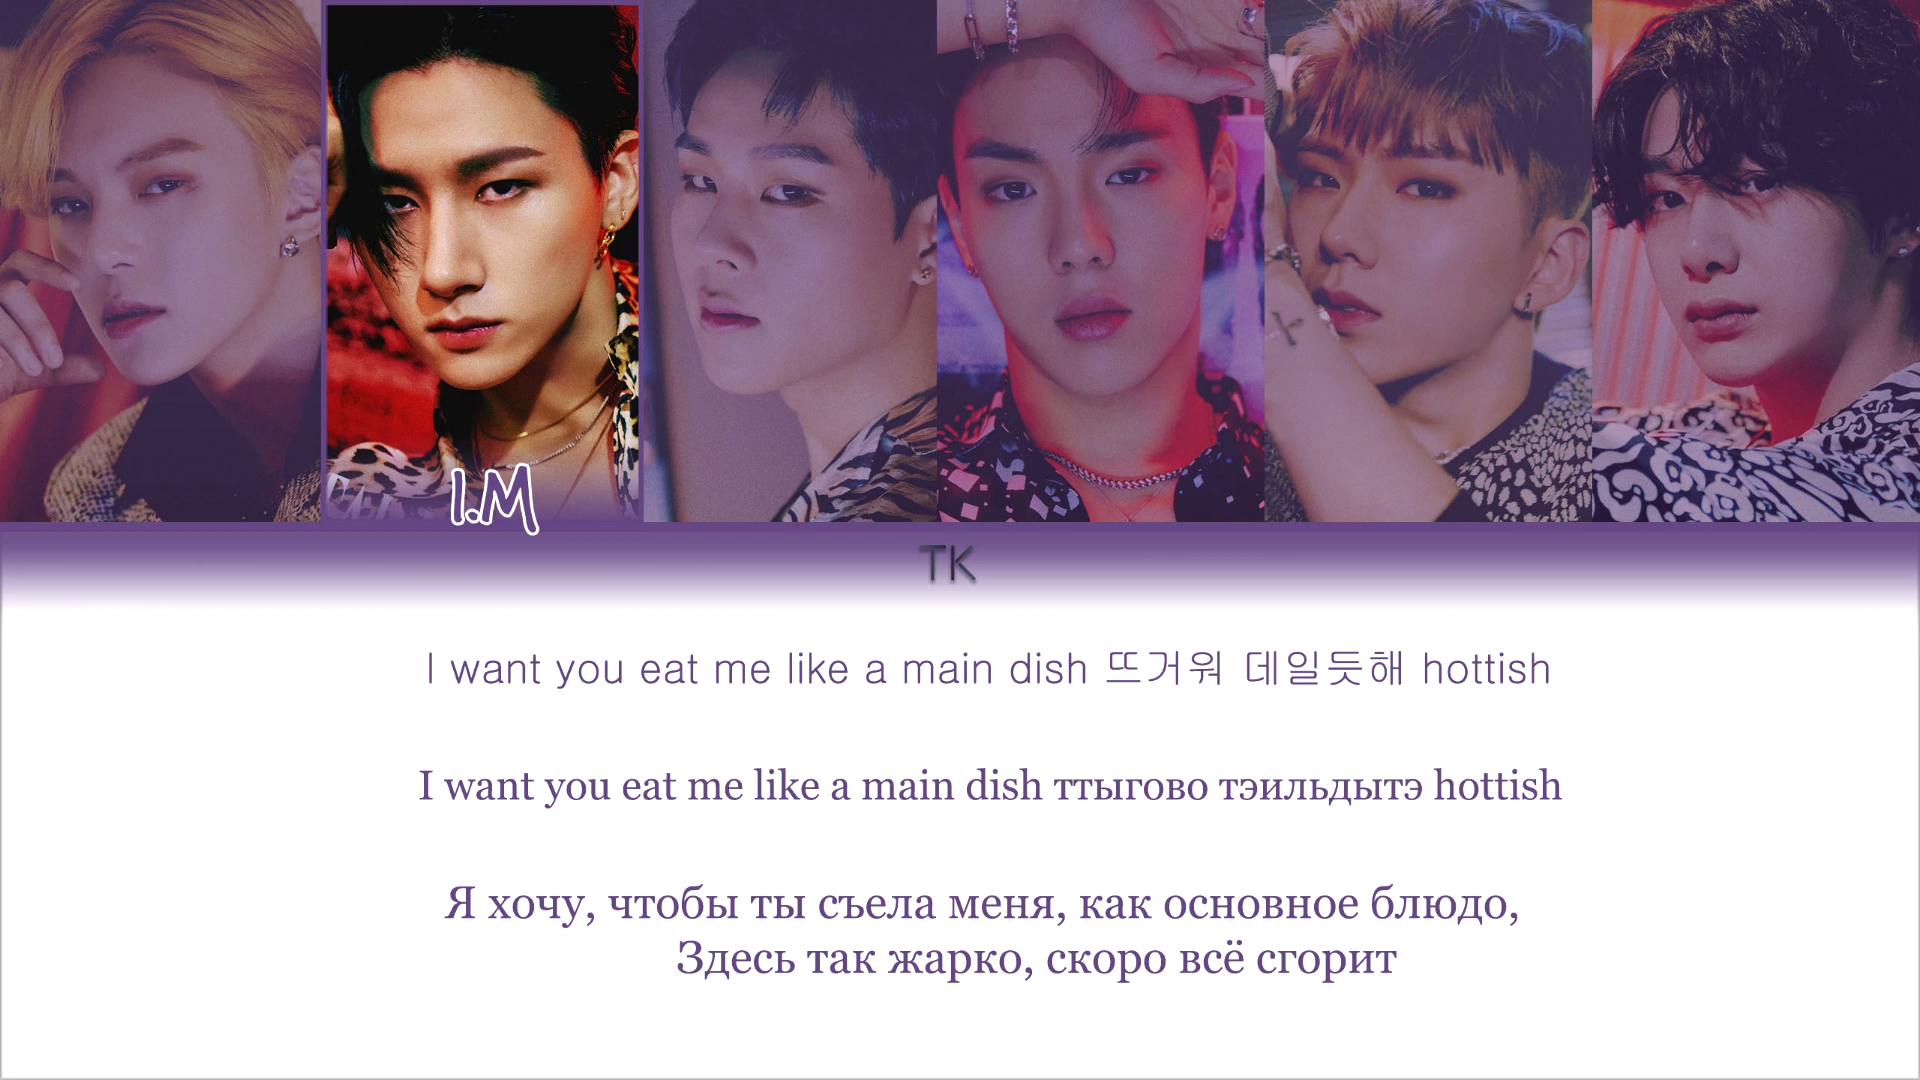 I.M
TK
I want you eat me like a main dish 뜨거워 데일듯해 hottish
I want you eat me like a main dish ттыгово тэильдытэ hottish
Я хочу, чтобы ты съела меня, как основное блюдо,
Здесь так жарко, скоро всё сгорит